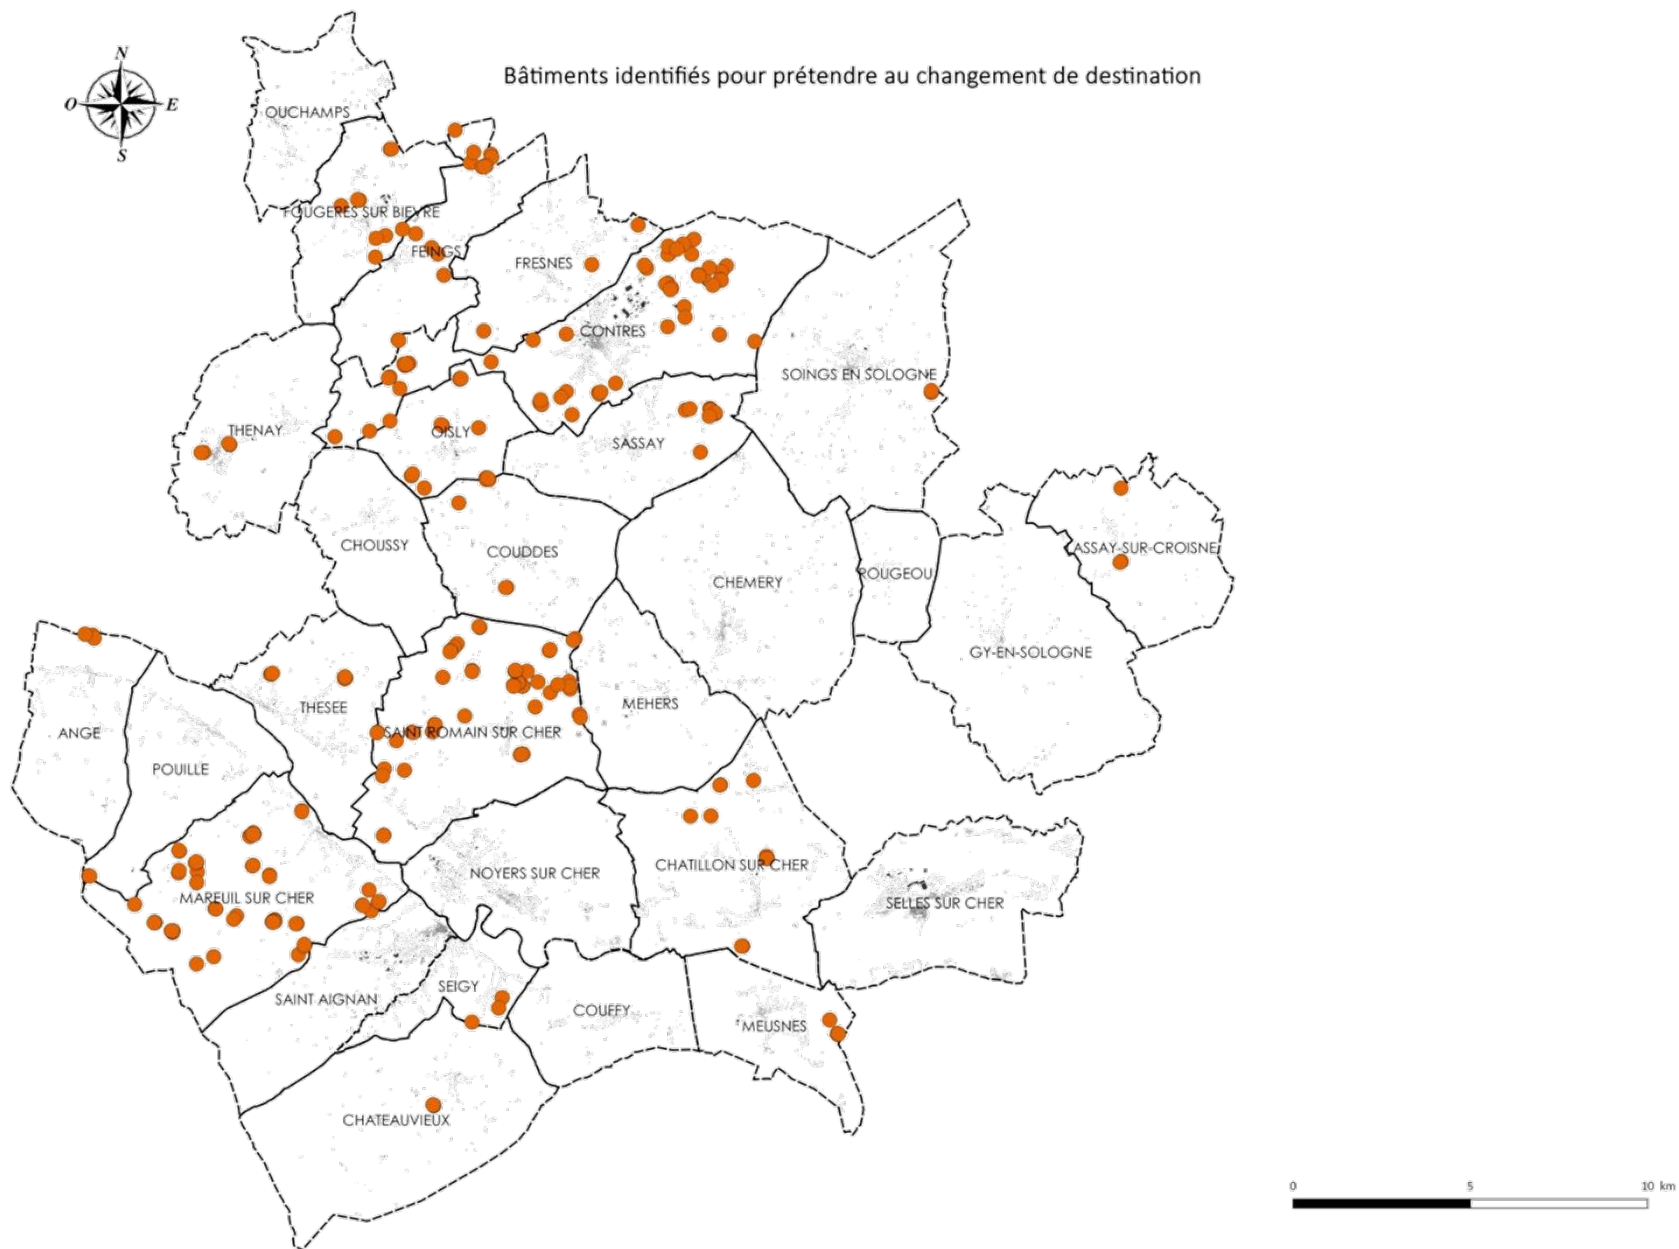 Bâtiments identifiés pour prétendre au changement de destination
N
O
E
S
OUCHAMPS
FOUGERES SUR BIEVRE
FEINGS
FRESNES
CONTRES
SOINGS EN SOLOGNE
THENAY
OISLY
SASSAY
CHOUSSY
COUDDES
CHEMERY
ROUGEOU
ASSAY-SUR-CROISNE
GY-EN-SOLOGNE
ANGE
POUILLE
THESEE
SAINT ROMAIN SUR CHER
MEHERS
MAREUIL SUR CHER
NOYERS SUR CHER
CHATILLON SUR CHER
SELLES SUR CHER
SAINT AIGNAN
SEIGY
COUFFY
MEUSNES
CHATEAUVIEUX
0 5 10 km